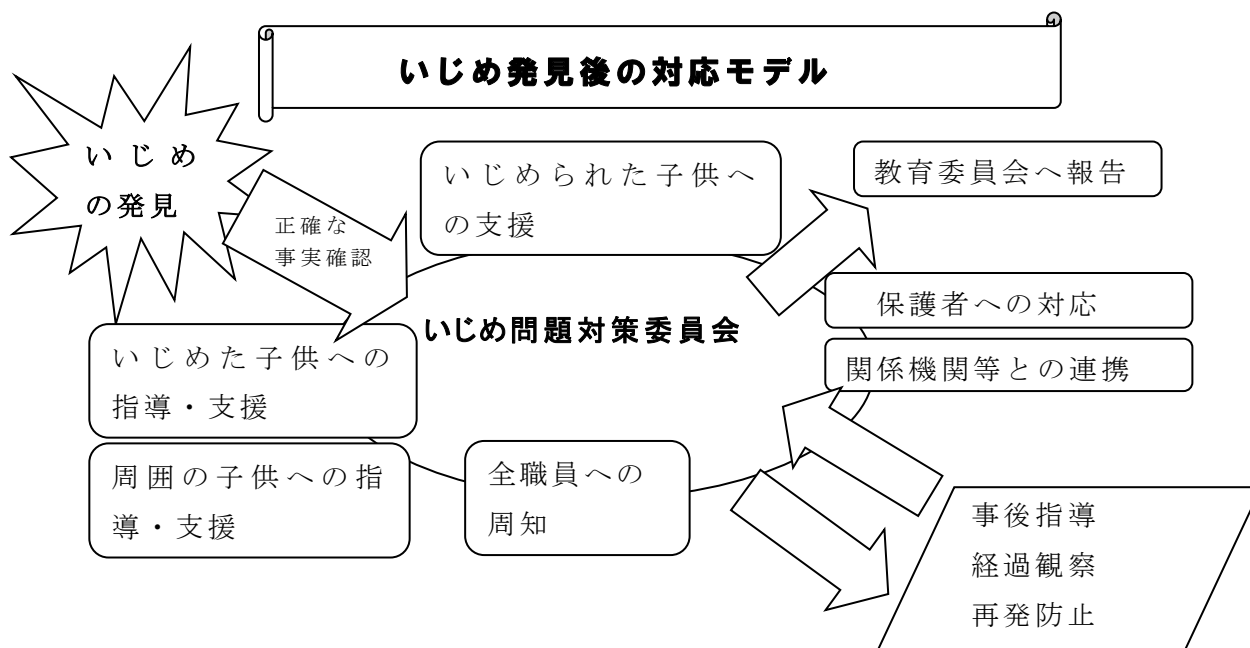 いじめ発見後の対応モデル
いじめ
の発見
正確な
事実確認
いじめられた子供へ
の支援
教育委員会へ報告
保護者への対応
関係機関等との連携
いじめ問題対策委員会
いじめた子供への
指導・支援
周囲の子供への指
導・支援
全職員への
周知
事後指導
経過観察
再発防止